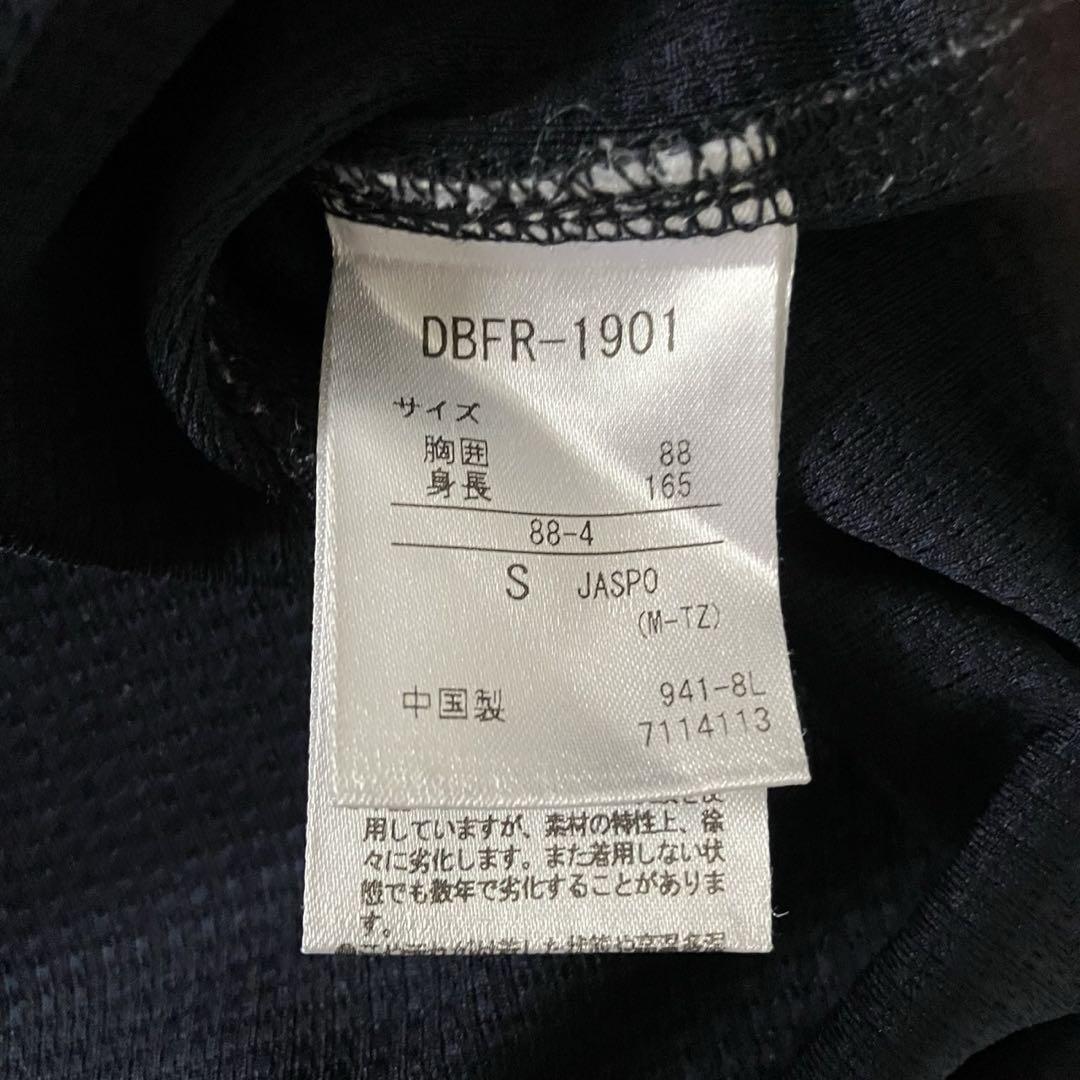 DBFR-1901
サイズ
胸囲 88
身長 165
88-4
S JASPO
(M-TZ)
中国製 941-8L
7114113
用していますが、素材の特性上、徐
々に劣化します。また着用しない状
態でも数年で劣化することがありま
す。